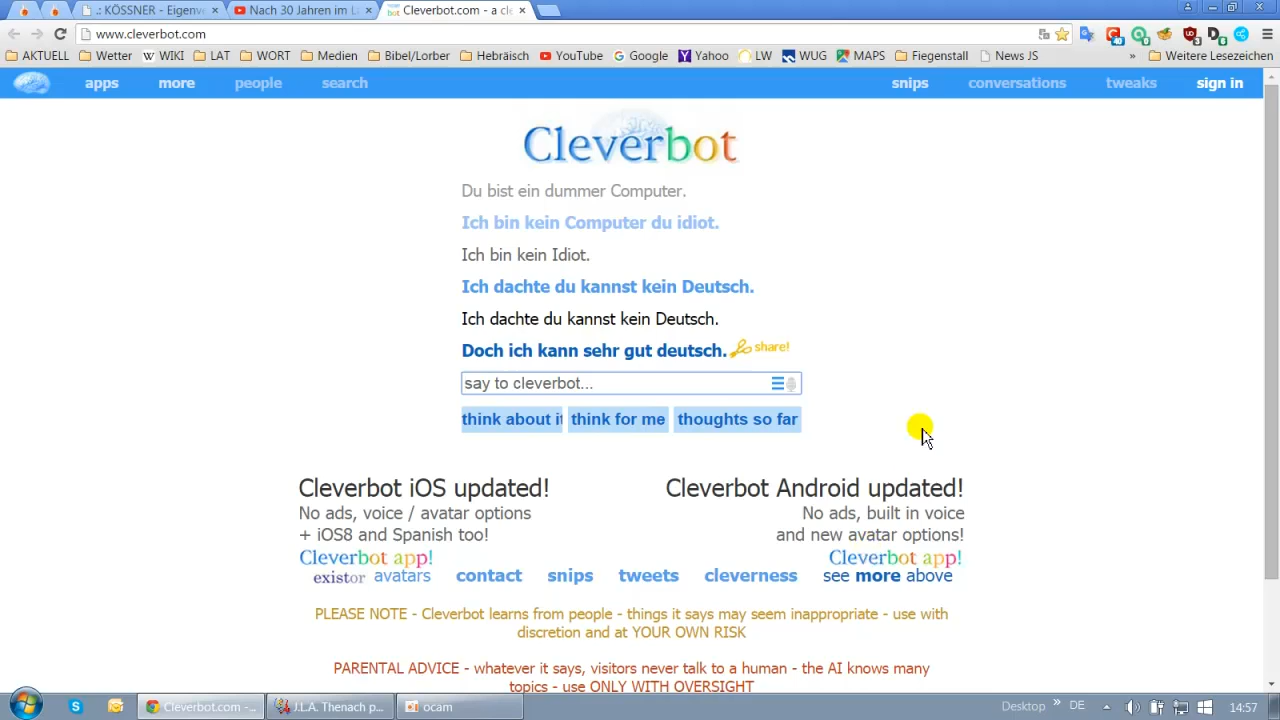 .: KÖSSNER - Eigenw
Nach 30 Jahren im L
Cleverbot.com - a cle
www.cleverbot.com
AKTUELL Wetter WIKI LAT WORT Medien Bibel/Lorber Hebräisch YouTube Google Yahoo LW WUG MAPS Fiegenstall News JS » Weitere Lesezeichen
apps more people search snips conversations tweaks sign in
Cleverbot
Du bist ein dummer Computer.
Ich bin kein Computer du idiot.
Ich bin kein Idiot.
Ich dachte du kannst kein Deutsch.
Ich dachte du kannst kein Deutsch.
Doch ich kann sehr gut deutsch. share!
say to cleverbot...
think about it think for me thoughts so far
Cleverbot iOS updated!
No ads, voice / avatar options
+ iOS8 and Spanish too!
Cleverbot app!
Cleverbot Android updated!
No ads, built in voice
and new avatar options!
Cleverbot app!
existor avatars contact snips tweets cleverness see more above
PLEASE NOTE - Cleverbot learns from people - things it says may seem inappropriate - use with
discretion and at YOUR OWN RISK
PARENTAL ADVICE - whatever it says, visitors never talk to a human - the AI knows many
topics - use ONLY WITH OVERSIGHT
Cleverbot.com -... J.L.A. Thenach p... ocam Desktop » DE 14:57